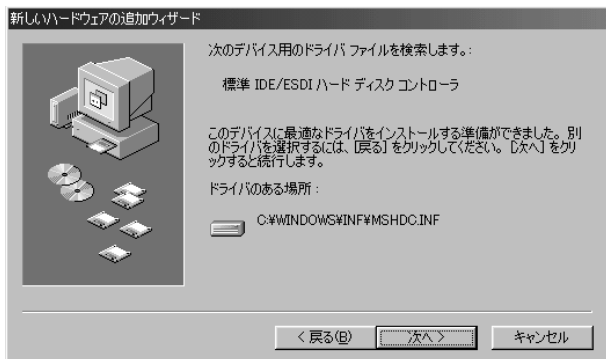 新しいハードウェアの追加ウィザード
次のデバイス用のドライバ ファイルを検索します。:
標準 IDE/ESDI ハード ディスク コントローラ
このデバイスに最適なドライバをインストールする準備ができました。別
のドライバを選択するには、[戻る] をクリックしてください。[次へ] をクリ
ックすると続行します。
ドライバのある場所 :
C:¥WINDOWS¥INF¥MSHDC.INF
< 戻る(B)
次へ >
キャンセル